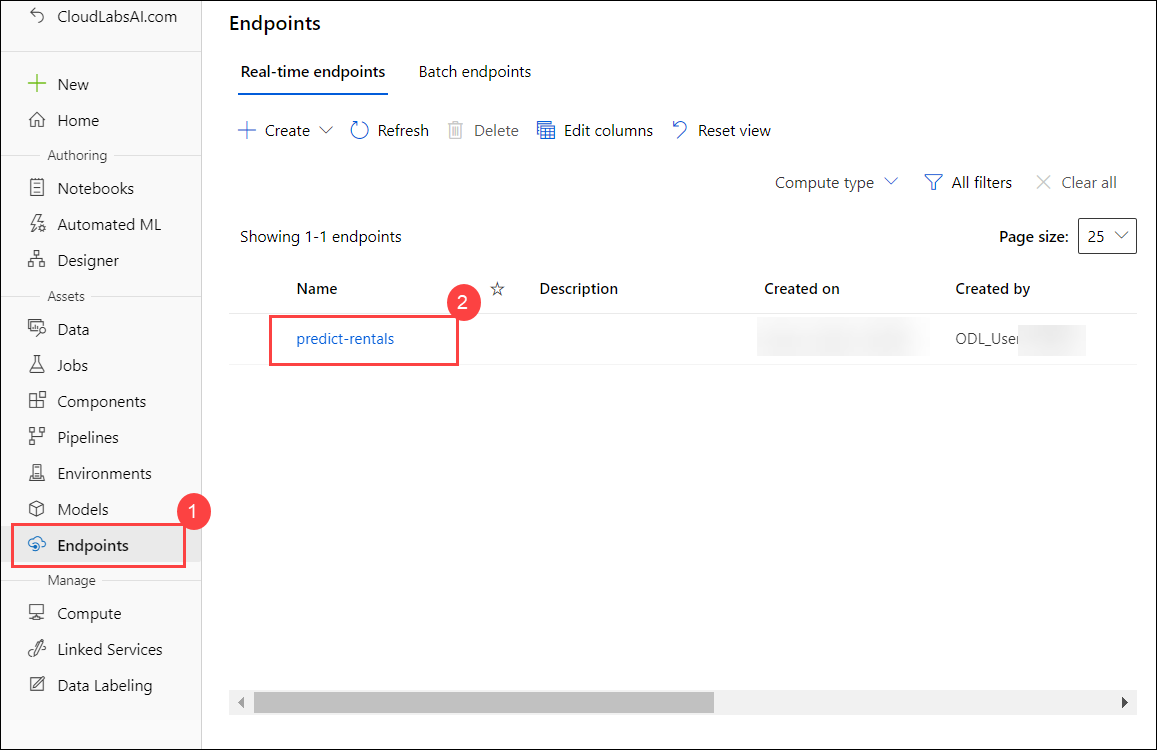 CloudLabsAI.com
New
Home
Authoring
Notebooks
Automated ML
Designer
Assets
Data
Jobs
Components
Pipelines
Environments
Models
1
Endpoints
Manage
Compute
Linked Services
Data Labeling
Endpoints
Real-time endpoints Batch endpoints
Create Refresh Delete Edit columns Reset view
Compute type All filters Clear all
Showing 1-1 endpoints Page size: 25
Name Description Created on Created by
2
predict-rentals ODL_User